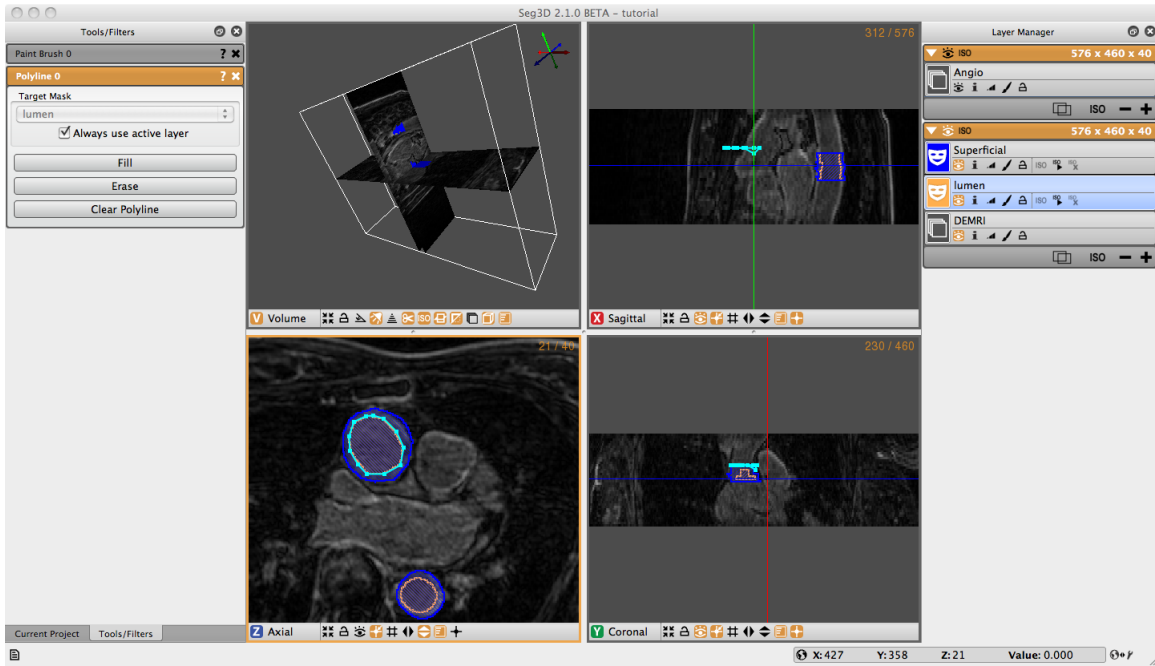 Seg3D 2.1.0 BETA - tutorial
Tools/Filters
Paint Brush 0 ? ✖
Polyline 0 ? ✖
Target Mask
lumen
Always use active layer
Fill
Erase
Clear Polyline
Current Project Tools/Filters
V Volume
ISO
312 / 576
X Sagittal
21 / 40
Z Axial
230 / 460
Y Coronal
Layer Manager
ISO 576 x 460 x 40
Angio
ISO
ISO 576 x 460 x 40
Superficial
ISO
lumen
ISO
DEMRI
ISO
X: 427 Y: 358 Z: 21 Value: 0.000